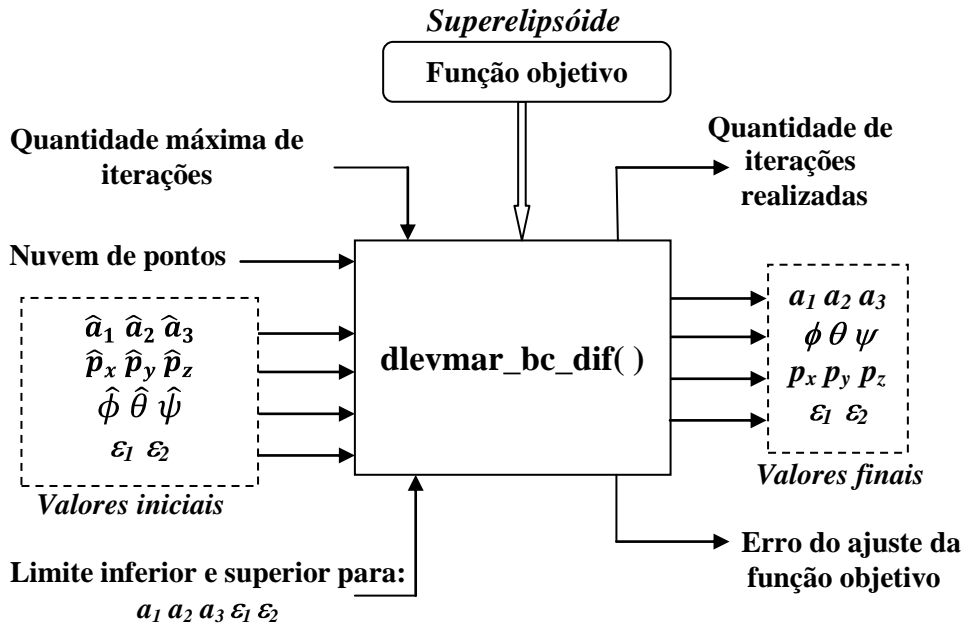 Superelipsóide
Função objetivo
Quantidade máxima de
iterações
Quantidade de
iterações
realizadas
Nuvem de pontos
â₁ â₂ â₃
p̂ₓ p̂ᵧ p̂_z
ϕ̂ θ̂ ψ̂
ε₁ ε₂
Valores iniciais
dlevmar_bc_dif( )
a₁ a₂ a₃
ϕ θ ψ
pₓ pᵧ p_z
ε₁ ε₂
Valores finais
Limite inferior e superior para:
a₁ a₂ a₃ ε₁ ε₂
Erro do ajuste da
função objetivo